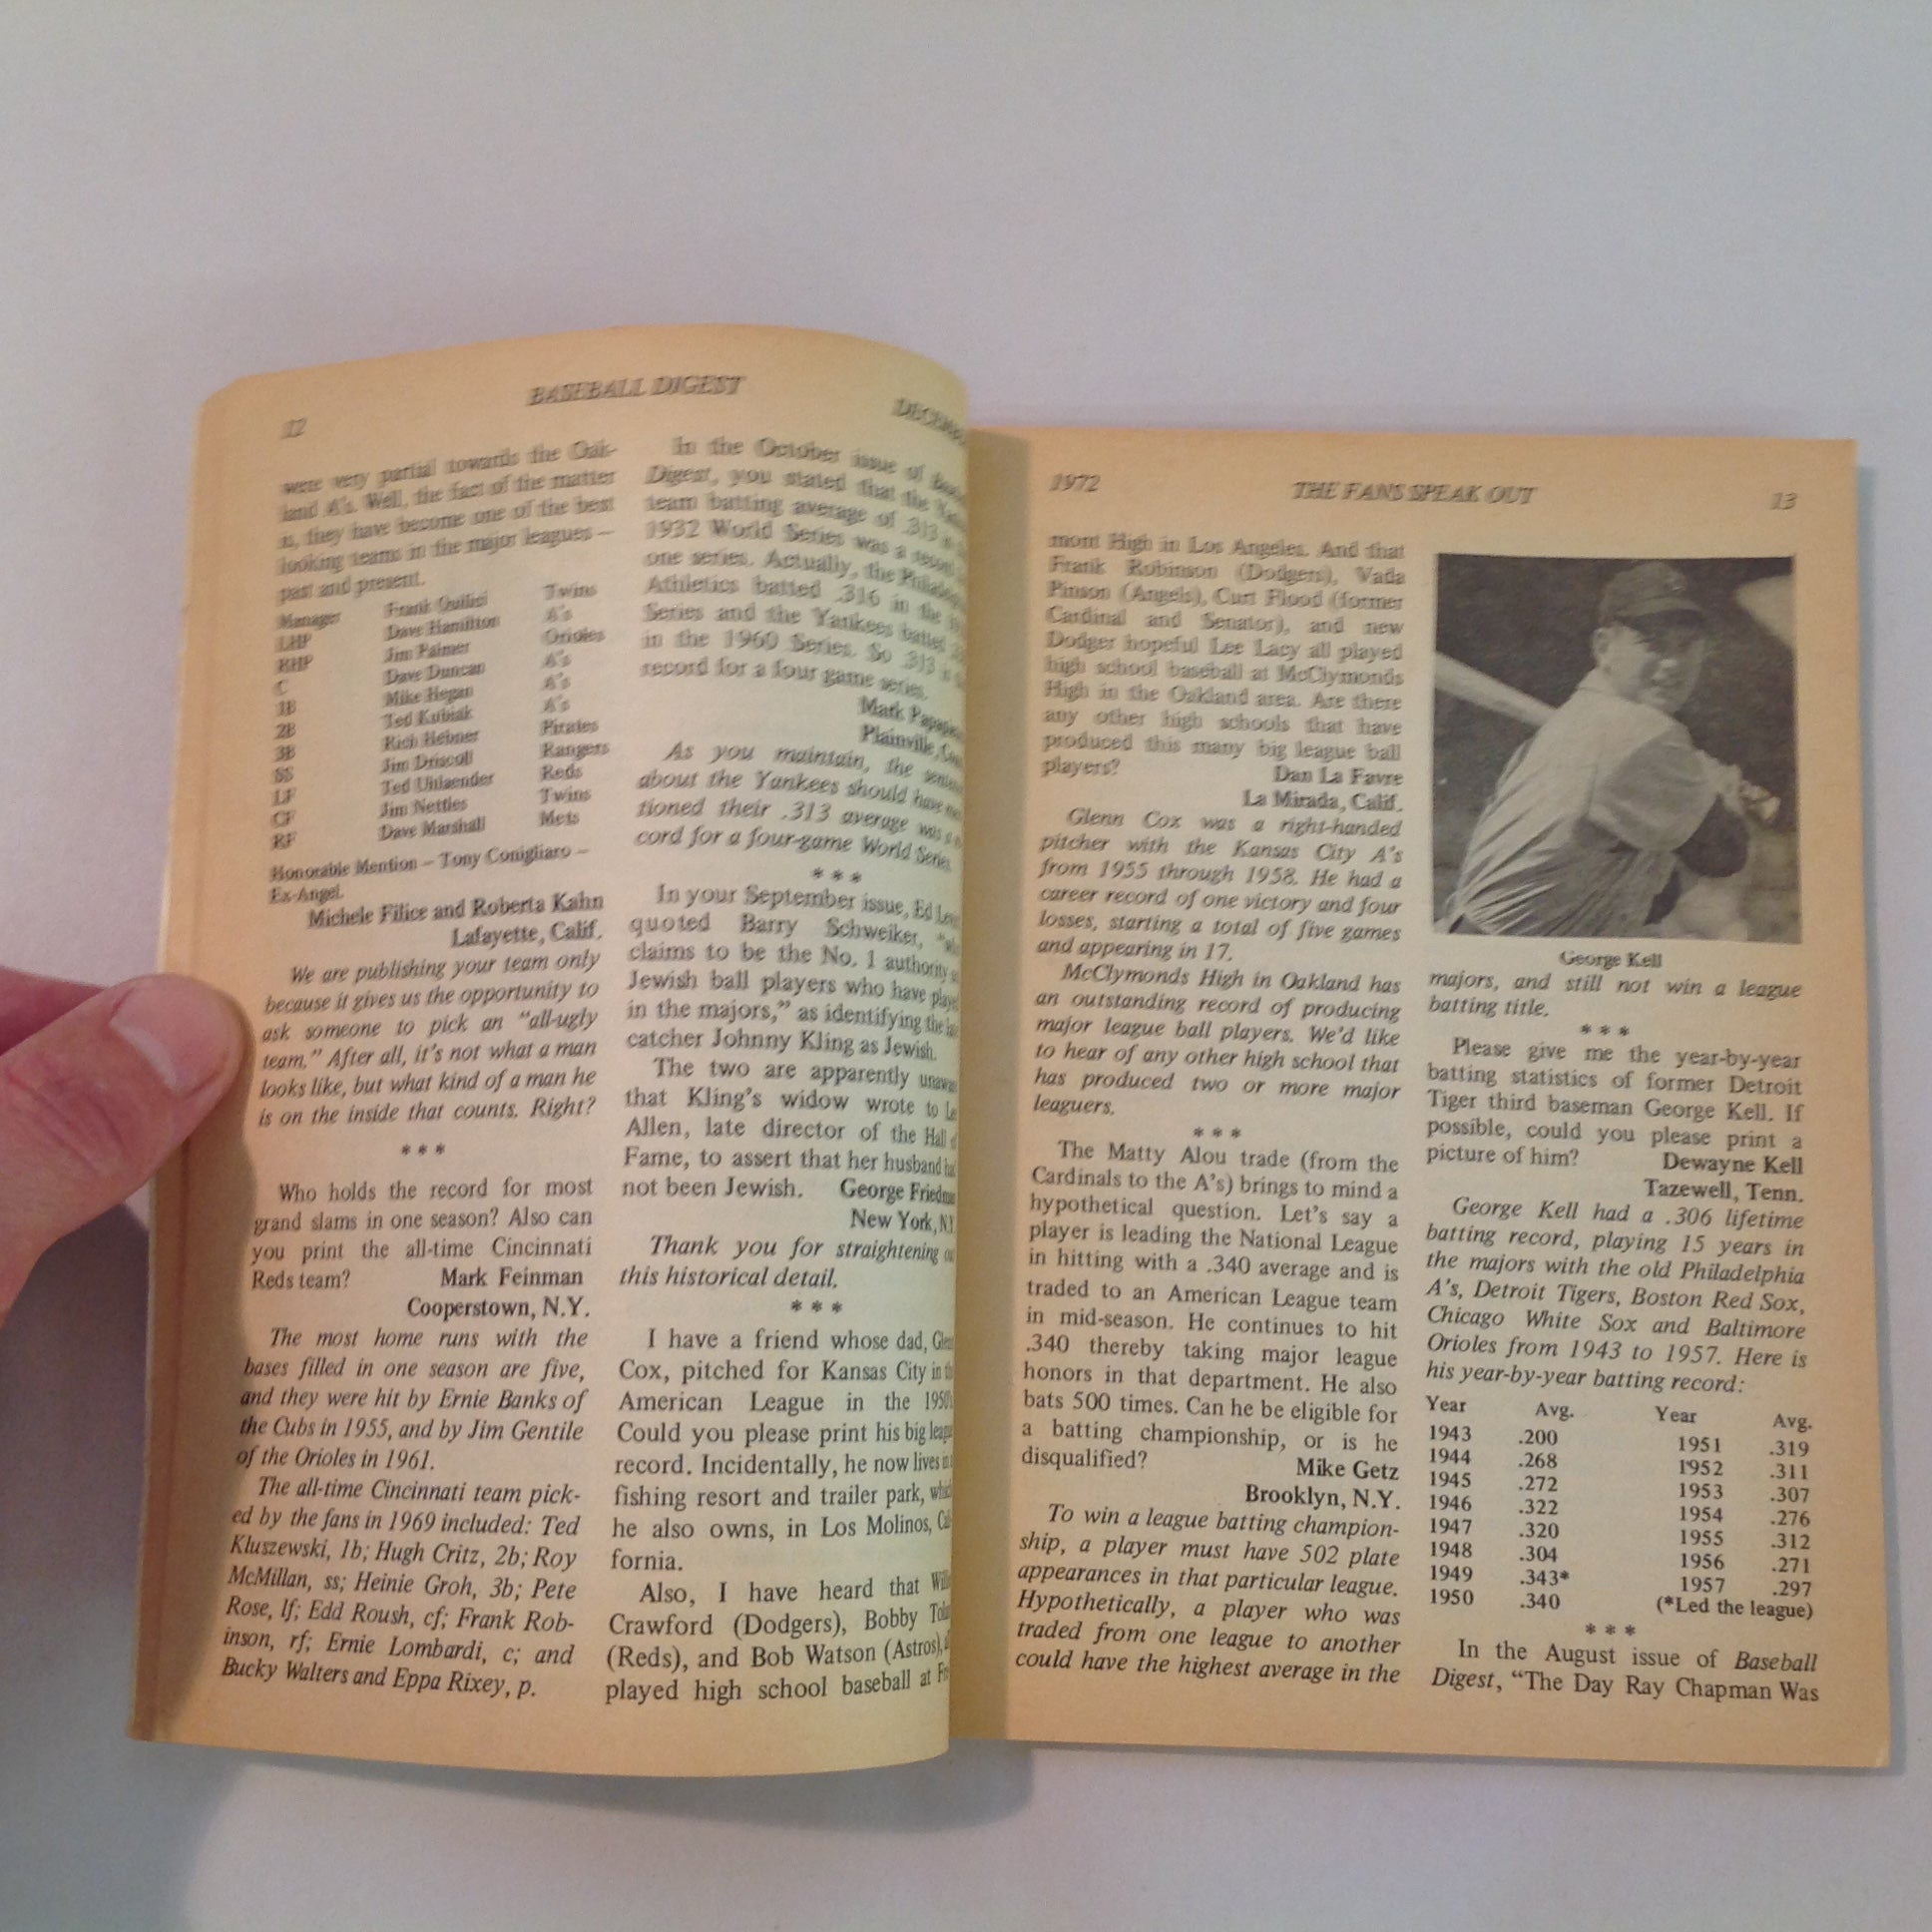 12
BASEBALL DIGEST
were very partial towards the Oak-
land A's. Well, the fact of the matter
is, they have become one of the best
looking teams in the major leagues –
past and present.
Manager Frank Quilici Twins
LHP Dave Hamilton A's
RHP Jim Palmer Orioles
C Dave Duncan A's
1B Mike Hegan A's
2B Ted Kubiak A's
3B Rich Hebner Pirates
SS Jim Driscoll Rangers
LF Ted Uhlaender Reds
CF Jim Nettles Twins
RF Dave Marshall Mets
Honorable Mention – Tony Conigliaro –
Ex-Angel.
Michele Filice and Roberta Kahn
Lafayette, Calif.
We are publishing your team only
because it gives us the opportunity to
ask someone to pick an “all-ugly
team.” After all, it's not what a man
looks like, but what kind of a man he
is on the inside that counts. Right?
* * *
Who holds the record for most
grand slams in one season? Also can
you print the all-time Cincinnati
Reds team? Mark Feinman
Cooperstown, N.Y.
The most home runs with the
bases filled in one season are five,
and they were hit by Ernie Banks of
the Cubs in 1955, and by Jim Gentile
of the Orioles in 1961.
The all-time Cincinnati team pick-
ed by the fans in 1969 included: Ted
Kluszewski, 1b; Hugh Critz, 2b; Roy
McMillan, ss; Heinie Groh, 3b; Pete
Rose, lf; Edd Roush, cf; Frank Rob-
inson, rf; Ernie Lombardi, c; and
Bucky Walters and Eppa Rixey, p.
In the October issue of
Digest, you stated that the
team batting average of .313
1932 World Series was a
one series. Actually, the
Athletics batted .316 in the
Series and the Yankees
in the 1960 Series. So .313
record for a four game series.
Mark
Plainville,
As you maintain, the
about the Yankees should have
tioned their .313 average was
cord for a four-game World Series.
* * *
In your September issue, Ed
quoted Barry Schweiker,
claims to be the No. 1 authority
Jewish ball players who have
in the majors,” as identifying the
catcher Johnny Kling as Jewish.
The two are apparently
that Kling's widow wrote to
Allen, late director of the Hall
Fame, to assert that her husband
not been Jewish. George
New York,
Thank you for straightening
this historical detail.
* * *
I have a friend whose dad,
Cox, pitched for Kansas City in
American League in the
Could you please print his big
record. Incidentally, he now lives
fishing resort and trailer park,
he also owns, in Los Molinos,
fornia.
Also, I have heard that
Crawford (Dodgers), Bobby
(Reds), and Bob Watson (Astros),
played high school baseball at
1972
THE FANS SPEAK OUT
13
mont High in Los Angeles. And that
Frank Robinson (Dodgers), Vada
Pinson (Angels), Curt Flood (former
Cardinal and Senator), and new
Dodger hopeful Lee Lacy all played
high school baseball at McClymonds
High in the Oakland area. Are there
any other high schools that have
produced this many big league ball
players? Dan La Favre
La Mirada, Calif.
Glenn Cox was a right-handed
pitcher with the Kansas City A's
from 1955 through 1958. He had a
career record of one victory and four
losses, starting a total of five games
and appearing in 17.
McClymonds High in Oakland has
an outstanding record of producing
major league ball players. We'd like
to hear of any other high school that
has produced two or more major
leaguers.
* * *
The Matty Alou trade (from the
Cardinals to the A's) brings to mind a
hypothetical question. Let's say a
player is leading the National League
in hitting with a .340 average and is
traded to an American League team
in mid-season. He continues to hit
.340 thereby taking major league
honors in that department. He also
bats 500 times. Can he be eligible for
a batting championship, or is he
disqualified? Mike Getz
Brooklyn, N.Y.
To win a league batting champion-
ship, a player must have 502 plate
appearances in that particular league.
Hypothetically, a player who was
traded from one league to another
could have the highest average in the
George Kell
majors, and still not win a league
batting title.
* * *
Please give me the year-by-year
batting statistics of former Detroit
Tiger third baseman George Kell. If
possible, could you please print a
picture of him? Dewayne Kell
Tazewell, Tenn.
George Kell had a .306 lifetime
batting record, playing 15 years in
the majors with the old Philadelphia
A's, Detroit Tigers, Boston Red Sox,
Chicago White Sox and Baltimore
Orioles from 1943 to 1957. Here is
his year-by-year batting record:
Year Avg. Year Avg.
1943 .200 1951 .319
1944 .268 1952 .311
1945 .272 1953 .307
1946 .322 1954 .276
1947 .320 1955 .312
1948 .304 1956 .271
1949 .343* 1957 .297
1950 .340 (*Led the league)
* * *
In the August issue of Baseball
Digest, “The Day Ray Chapman Was